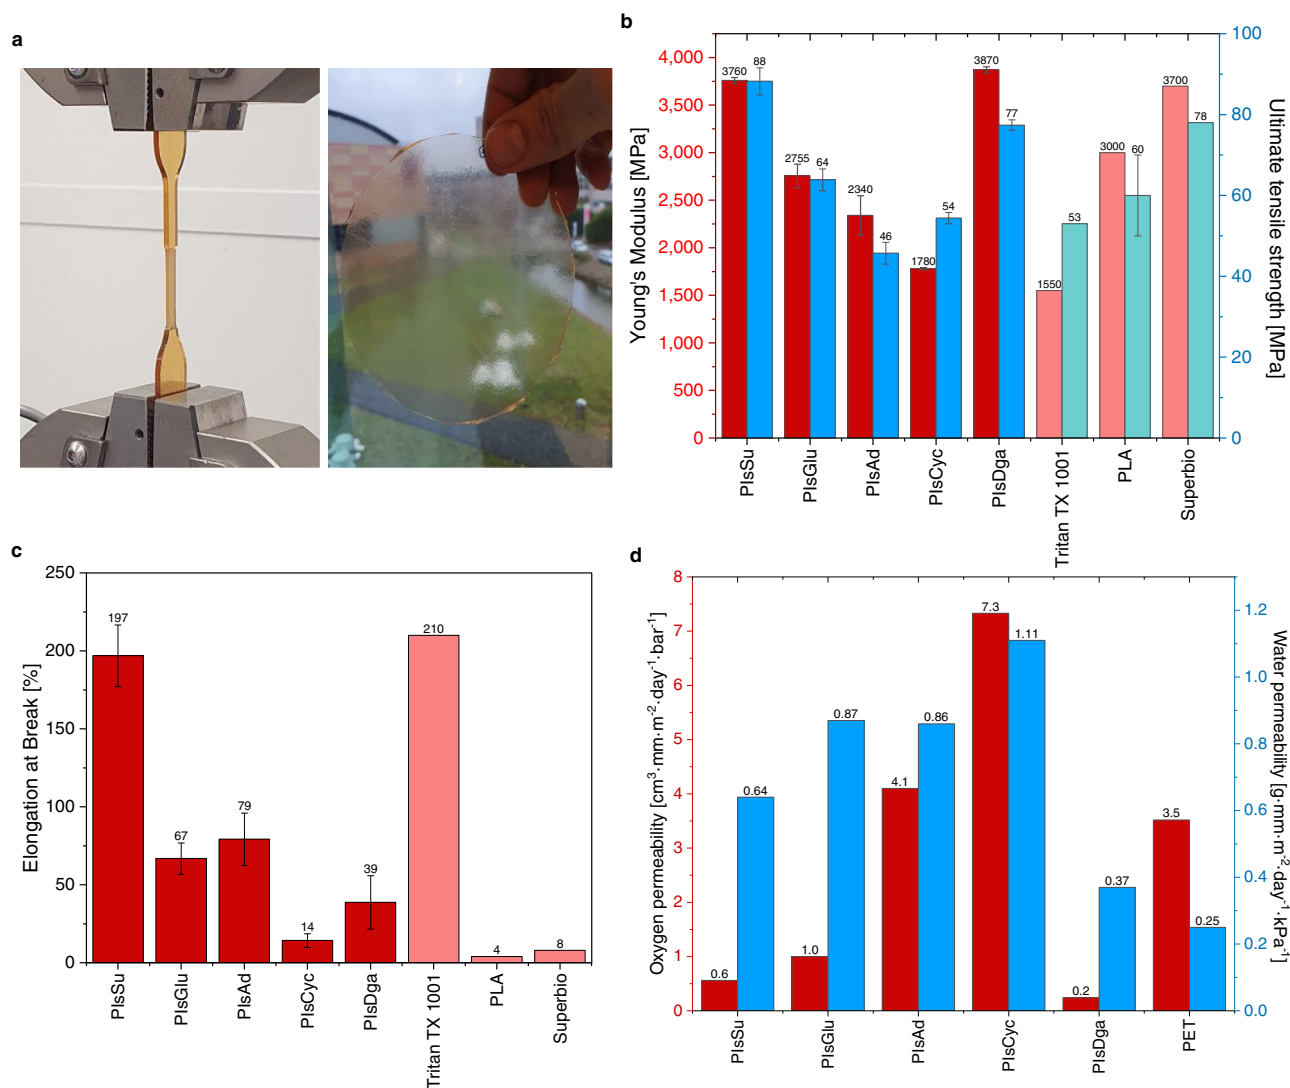 a
b
Young's Modulus [MPa]
4,000
3,500
3,000
2,500
2,000
1,500
1,000
500
0
3760
88
2755
64
2340
46
1780
54
3870
77
1550
53
3000
60
3700
78
100
80
60
40
20
0
Ultimate tensile strength [MPa]
PIsSu
PIsGlu
PIsAd
PIsCyc
PIsDga
Tritan TX 1001
PLA
Superbio
c
Elongation at Break [%]
250
200
150
100
50
0
197
67
79
14
39
210
4
8
PIsSu
PIsGlu
PIsAd
PIsCyc
PIsDga
Tritan TX 1001
PLA
Superbio
d
Oxygen permeability [cm³·mm·m⁻²·day⁻¹·bar⁻¹]
8
7
6
5
4
3
2
1
0
0.6
0.64
1.0
0.87
4.1
0.86
7.3
1.11
0.2
0.37
3.5
0.25
1.2
1.0
0.8
0.6
0.4
0.2
0.0
Water permeability [g·mm·m⁻²·day⁻¹·kPa⁻¹]
PIsSu
PIsGlu
PIsAd
PIsCyc
PIsDga
PET